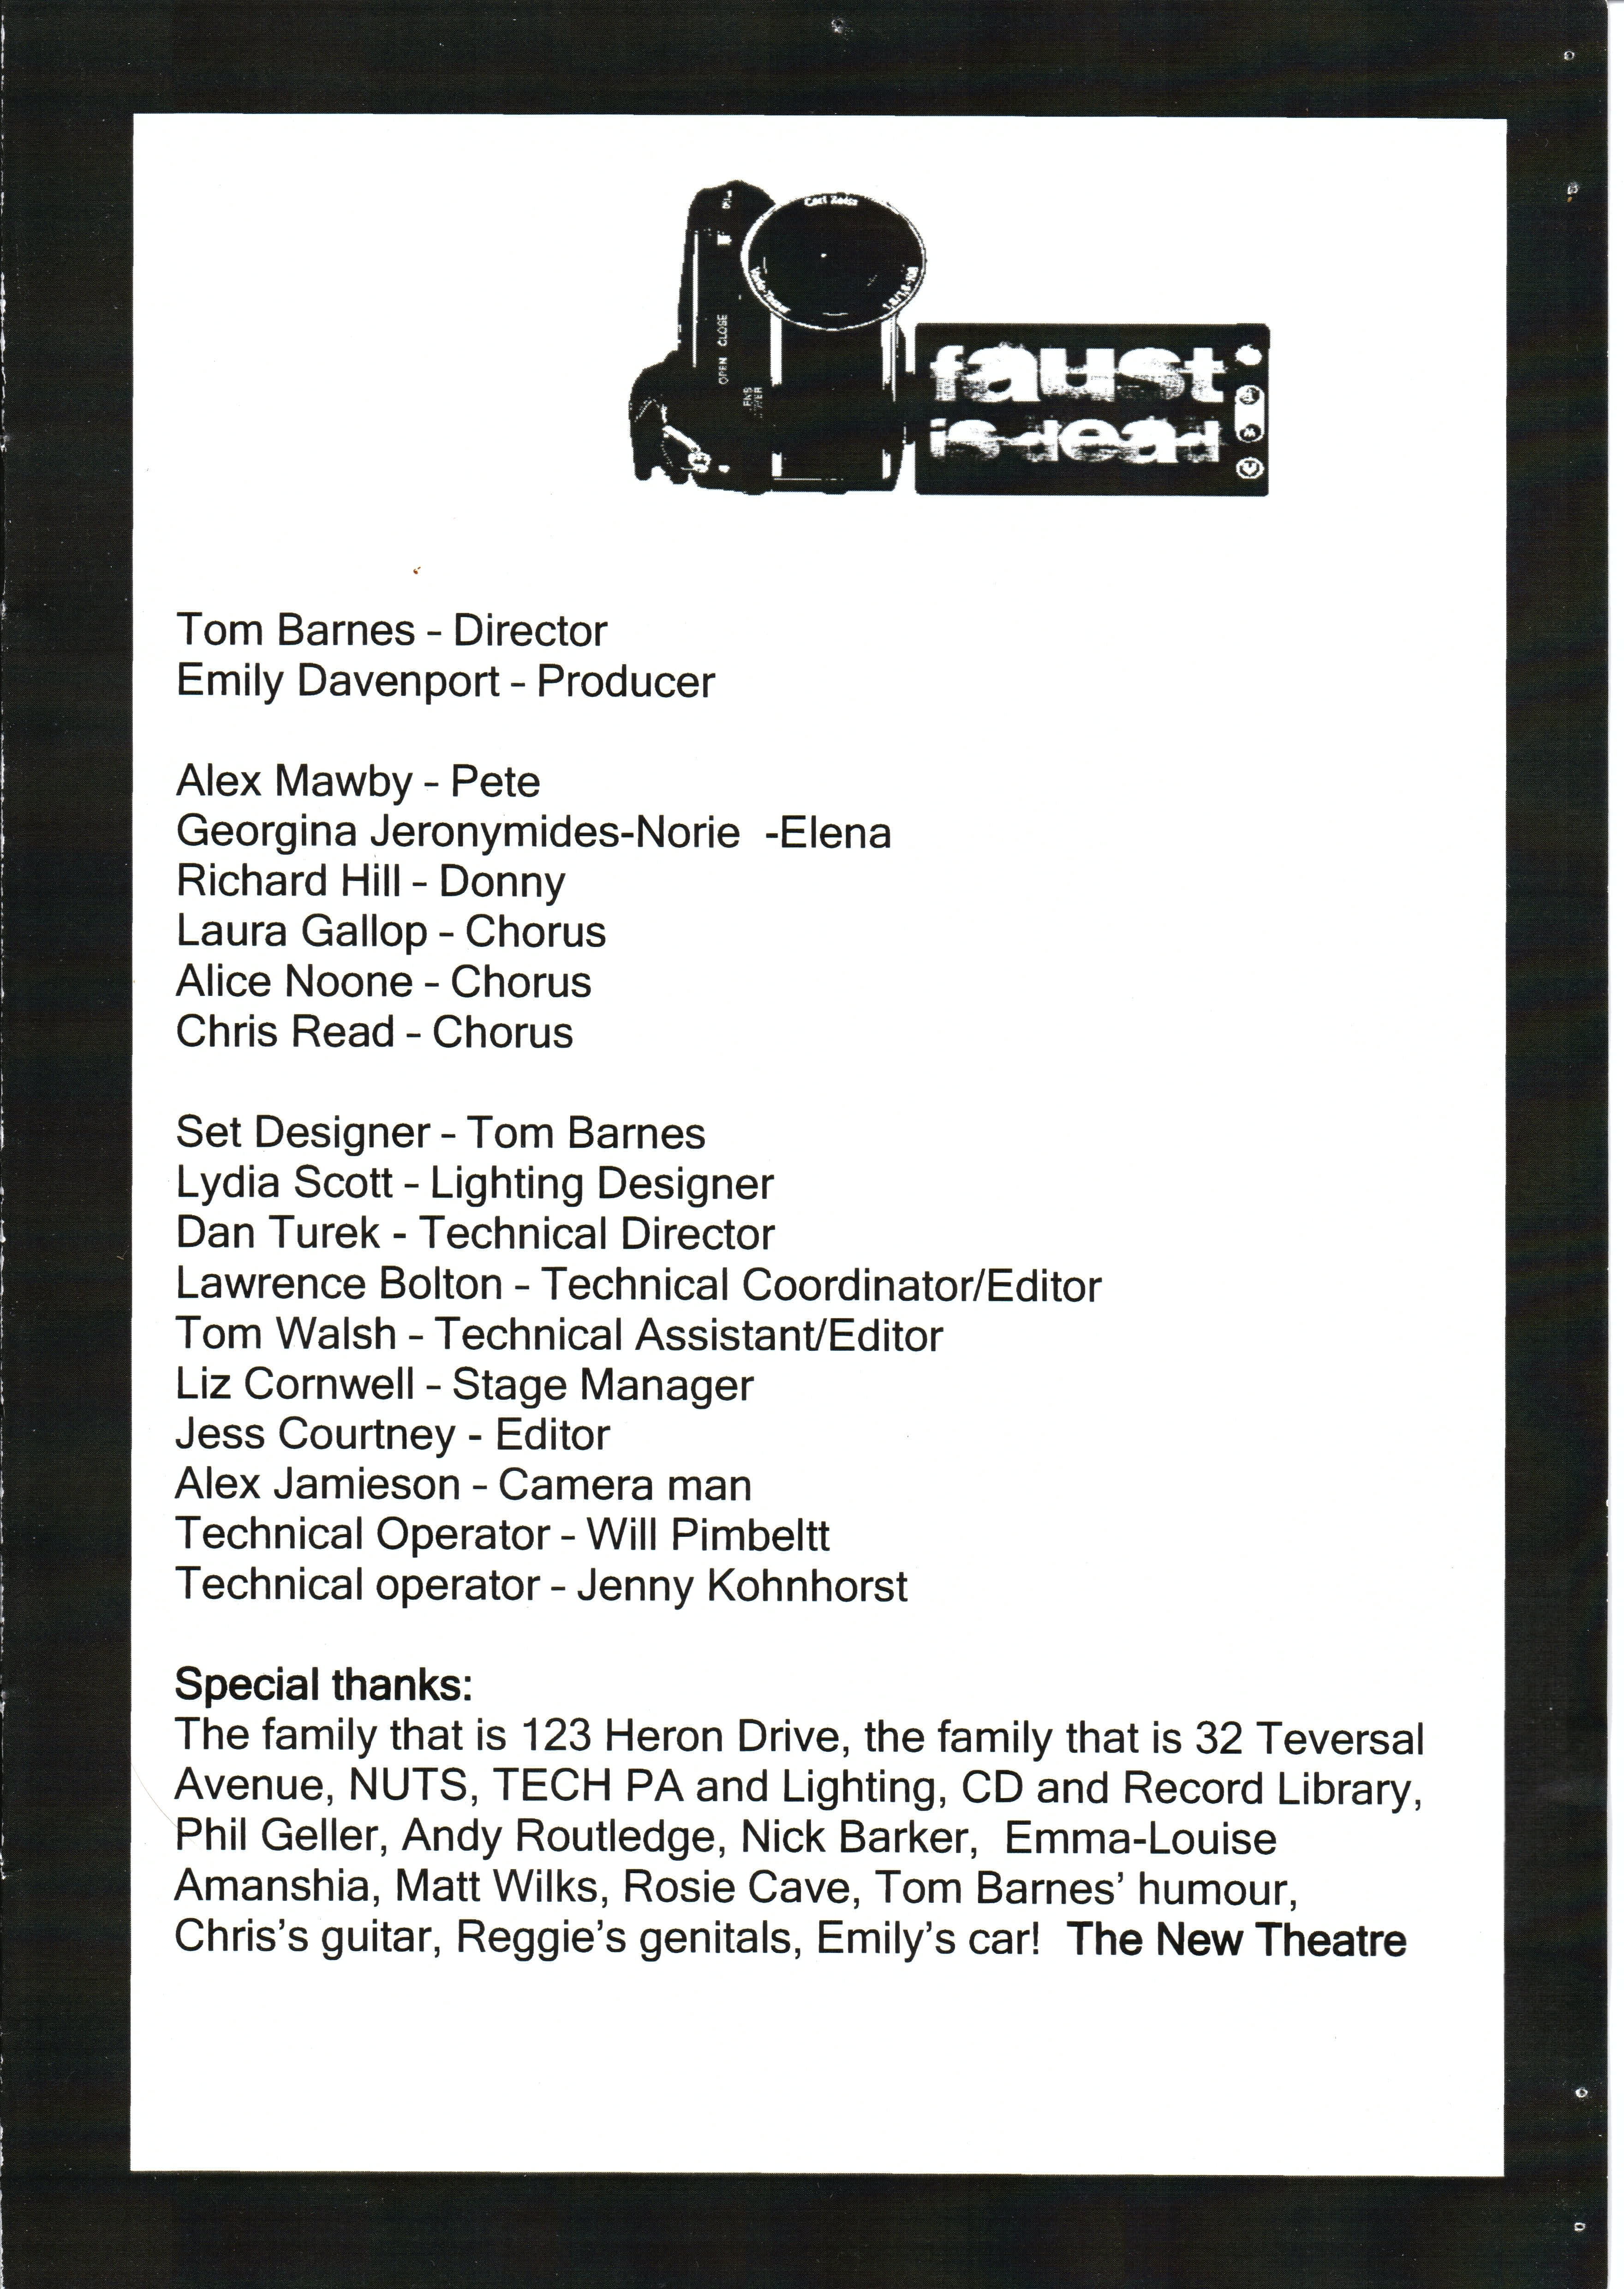 Carl Zeiss
OPEN CLOSE
faust
is dead
Tom Barnes – Director
Emily Davenport – Producer
Alex Mawby – Pete
Georgina Jeronymides-Norie  -Elena
Richard Hill – Donny
Laura Gallop – Chorus
Alice Noone – Chorus
Chris Read – Chorus
Set Designer – Tom Barnes
Lydia Scott – Lighting Designer
Dan Turek - Technical Director
Lawrence Bolton – Technical Coordinator/Editor
Tom Walsh – Technical Assistant/Editor
Liz Cornwell – Stage Manager
Jess Courtney - Editor
Alex Jamieson – Camera man
Technical Operator – Will Pimbeltt
Technical operator – Jenny Kohnhorst
Special thanks:
The family that is 123 Heron Drive, the family that is 32 Teversal
Avenue, NUTS, TECH PA and Lighting, CD and Record Library,
Phil Geller, Andy Routledge, Nick Barker,  Emma-Louise
Amanshia, Matt Wilks, Rosie Cave, Tom Barnes’ humour,
Chris’s guitar, Reggie’s genitals, Emily’s car!  The New Theatre